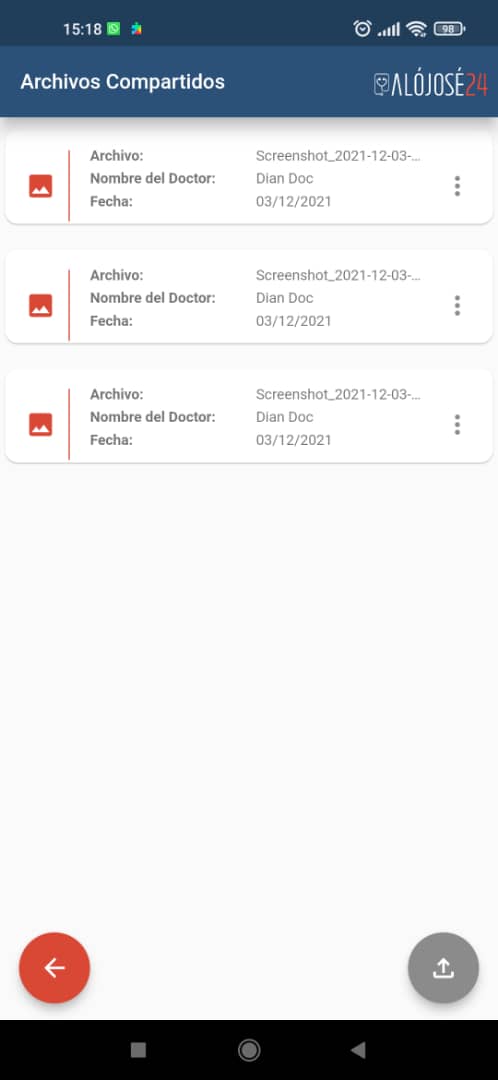 15:18
98
Archivos Compartidos
ALÓJOSÉ24
Archivo: Screenshot_2021-12-03-...
Nombre del Doctor: Dian Doc
Fecha: 03/12/2021
Archivo: Screenshot_2021-12-03-...
Nombre del Doctor: Dian Doc
Fecha: 03/12/2021
Archivo: Screenshot_2021-12-03-...
Nombre del Doctor: Dian Doc
Fecha: 03/12/2021